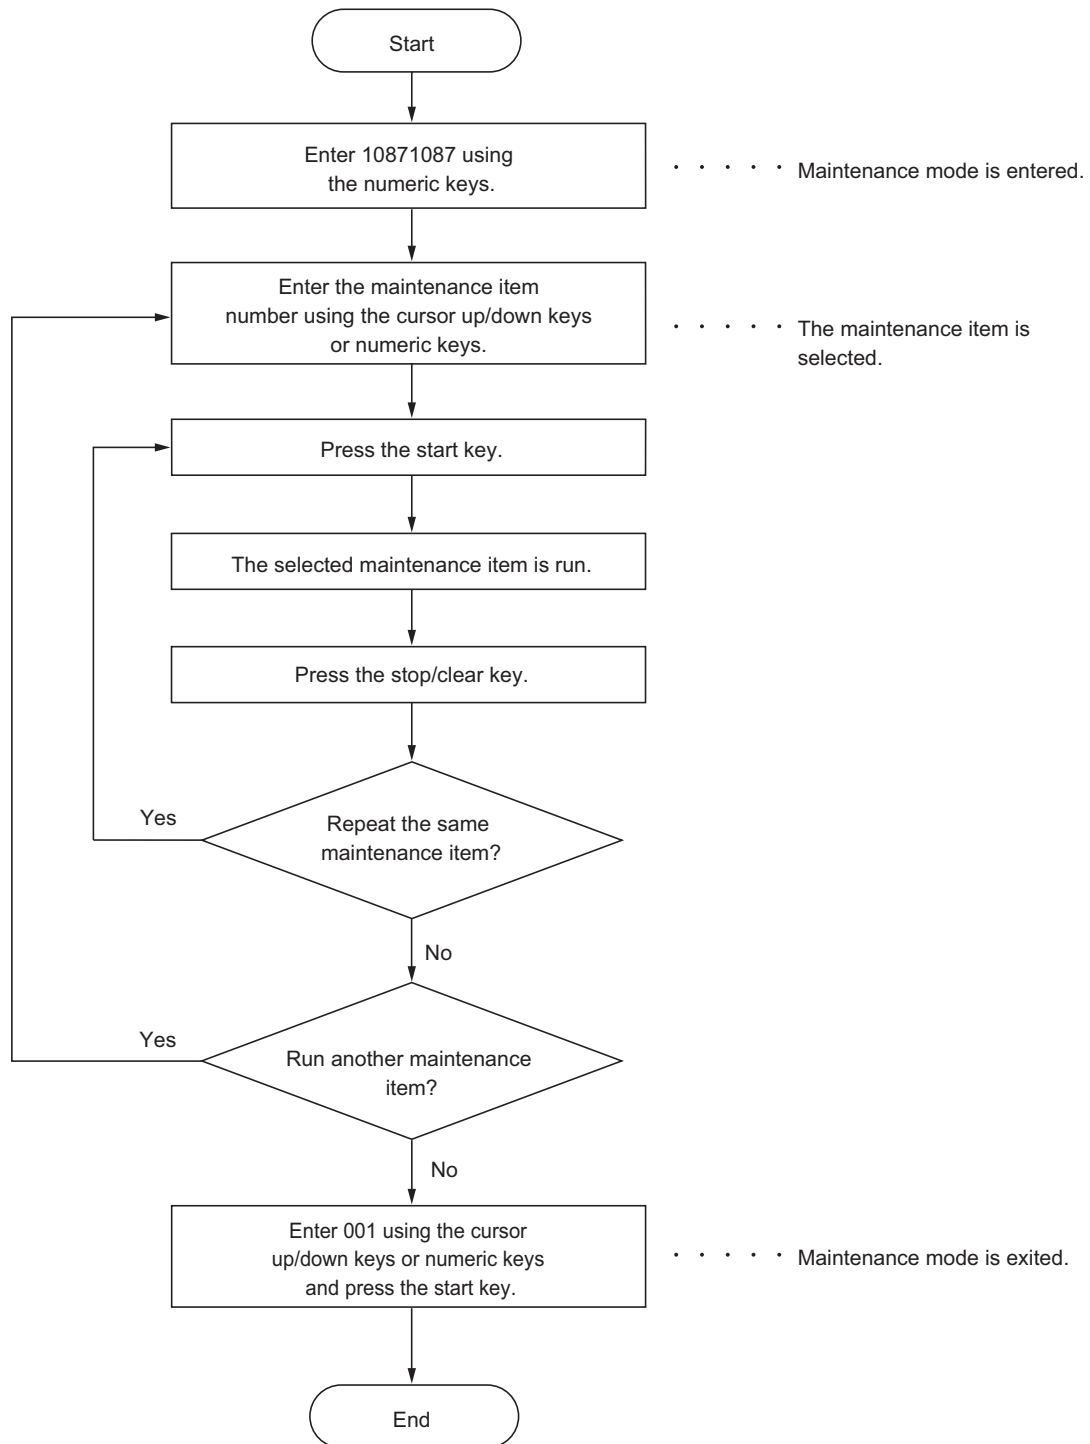 Start
Enter 10871087 using
the numeric keys.
· · · · · Maintenance mode is entered.
Enter the maintenance item
number using the cursor up/down keys
or numeric keys.
· · · · · The maintenance item is
selected.
Press the start key.
The selected maintenance item is run.
Press the stop/clear key.
Yes
Repeat the same
maintenance item?
No
Yes
Run another maintenance
item?
No
Enter 001 using the cursor
up/down keys or numeric keys
and press the start key.
· · · · · Maintenance mode is exited.
End